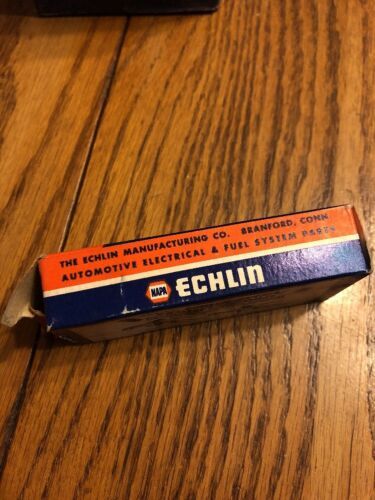 THE ECHLIN MANUFACTURING CO. BRANFORD, CONN
AUTOMOTIVE ELECTRICAL & FUEL SYSTEM PARTS
NAPA ECHLIN